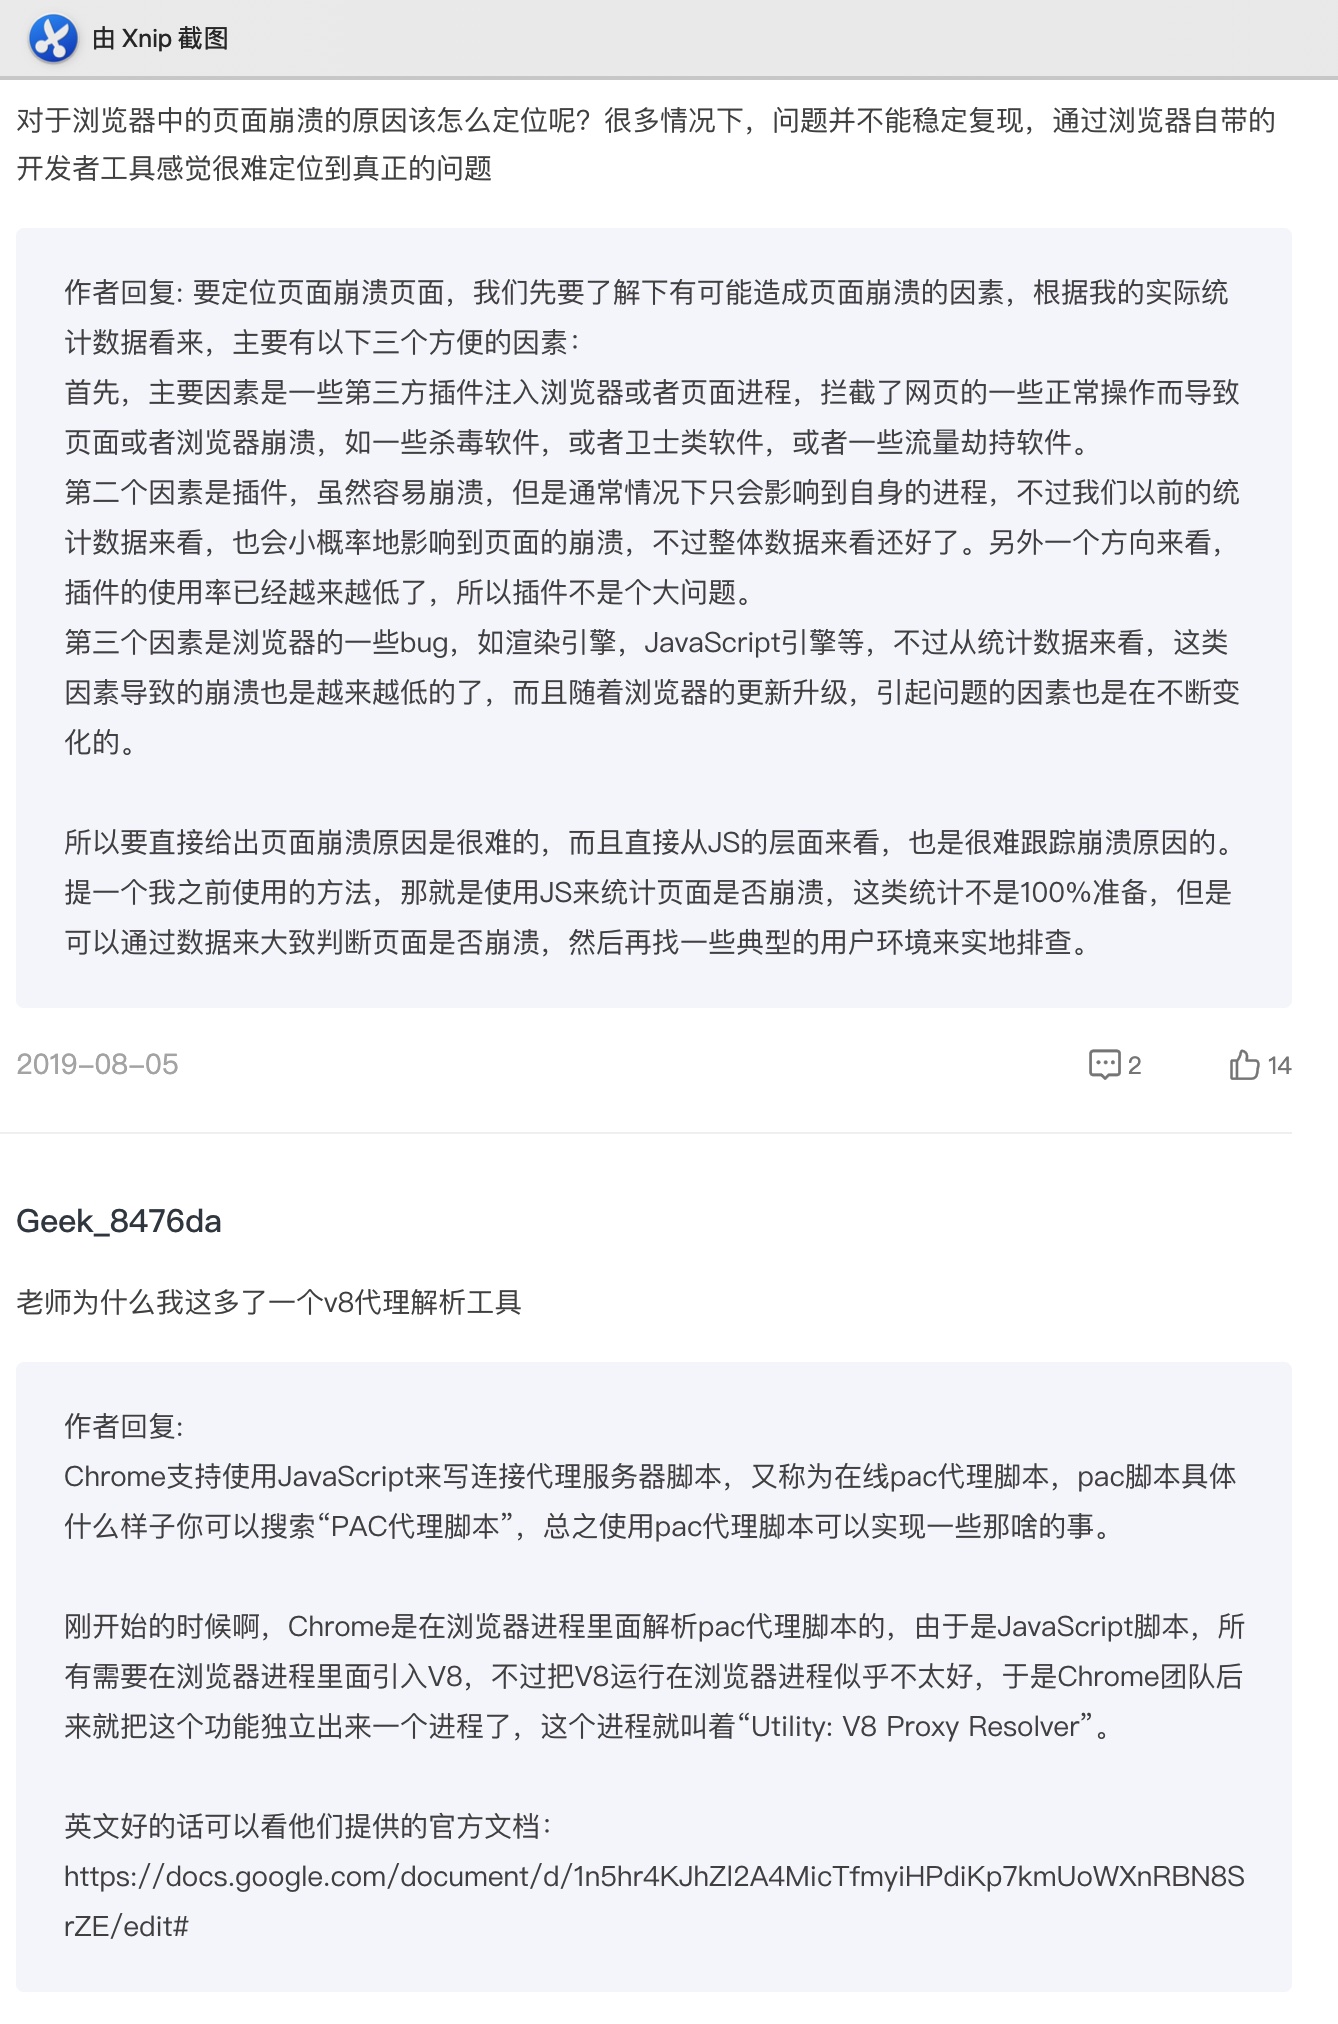 由 Xnip 截图
对于浏览器中的页面崩溃的原因该怎么定位呢？很多情况下，问题并不能稳定复现，通过浏览器自带的
开发者工具感觉很难定位到真正的问题
作者回复: 要定位页面崩溃页面，我们先要了解下有可能造成页面崩溃的因素，根据我的实际统
计数据看来，主要有以下三个方便的因素：
首先，主要因素是一些第三方插件注入浏览器或者页面进程，拦截了网页的一些正常操作而导致
页面或者浏览器崩溃，如一些杀毒软件，或者卫士类软件，或者一些流量劫持软件。
第二个因素是插件，虽然容易崩溃，但是通常情况下只会影响到自身的进程，不过我们以前的统
计数据来看，也会小概率地影响到页面的崩溃，不过整体数据来看还好了。另外一个方向来看，
插件的使用率已经越来越低了，所以插件不是个大问题。
第三个因素是浏览器的一些bug，如渲染引擎，JavaScript引擎等，不过从统计数据来看，这类
因素导致的崩溃也是越来越低的了，而且随着浏览器的更新升级，引起问题的因素也是在不断变
化的。
所以要直接给出页面崩溃原因是很难的，而且直接从JS的层面来看，也是很难跟踪崩溃原因的。
提一个我之前使用的方法，那就是使用JS来统计页面是否崩溃，这类统计不是100%准备，但是
可以通过数据来大致判断页面是否崩溃，然后再找一些典型的用户环境来实地排查。
2019-08-05
2
14
Geek_8476da
老师为什么我这多了一个v8代理解析工具
作者回复:
Chrome支持使用JavaScript来写连接代理服务器脚本，又称为在线pac代理脚本，pac脚本具体
什么样子你可以搜索“PAC代理脚本”，总之使用pac代理脚本可以实现一些那啥的事。
刚开始的时候啊，Chrome是在浏览器进程里面解析pac代理脚本的，由于是JavaScript脚本，所
有需要在浏览器进程里面引入V8，不过把V8运行在浏览器进程似乎不太好，于是Chrome团队后
来就把这个功能独立出来一个进程了，这个进程就叫着“Utility: V8 Proxy Resolver”。
英文好的话可以看他们提供的官方文档：
https://docs.google.com/document/d/1n5hr4KJhZl2A4MicTfmyiHPdiKp7kmUoWXnRBN8S
rZE/edit#